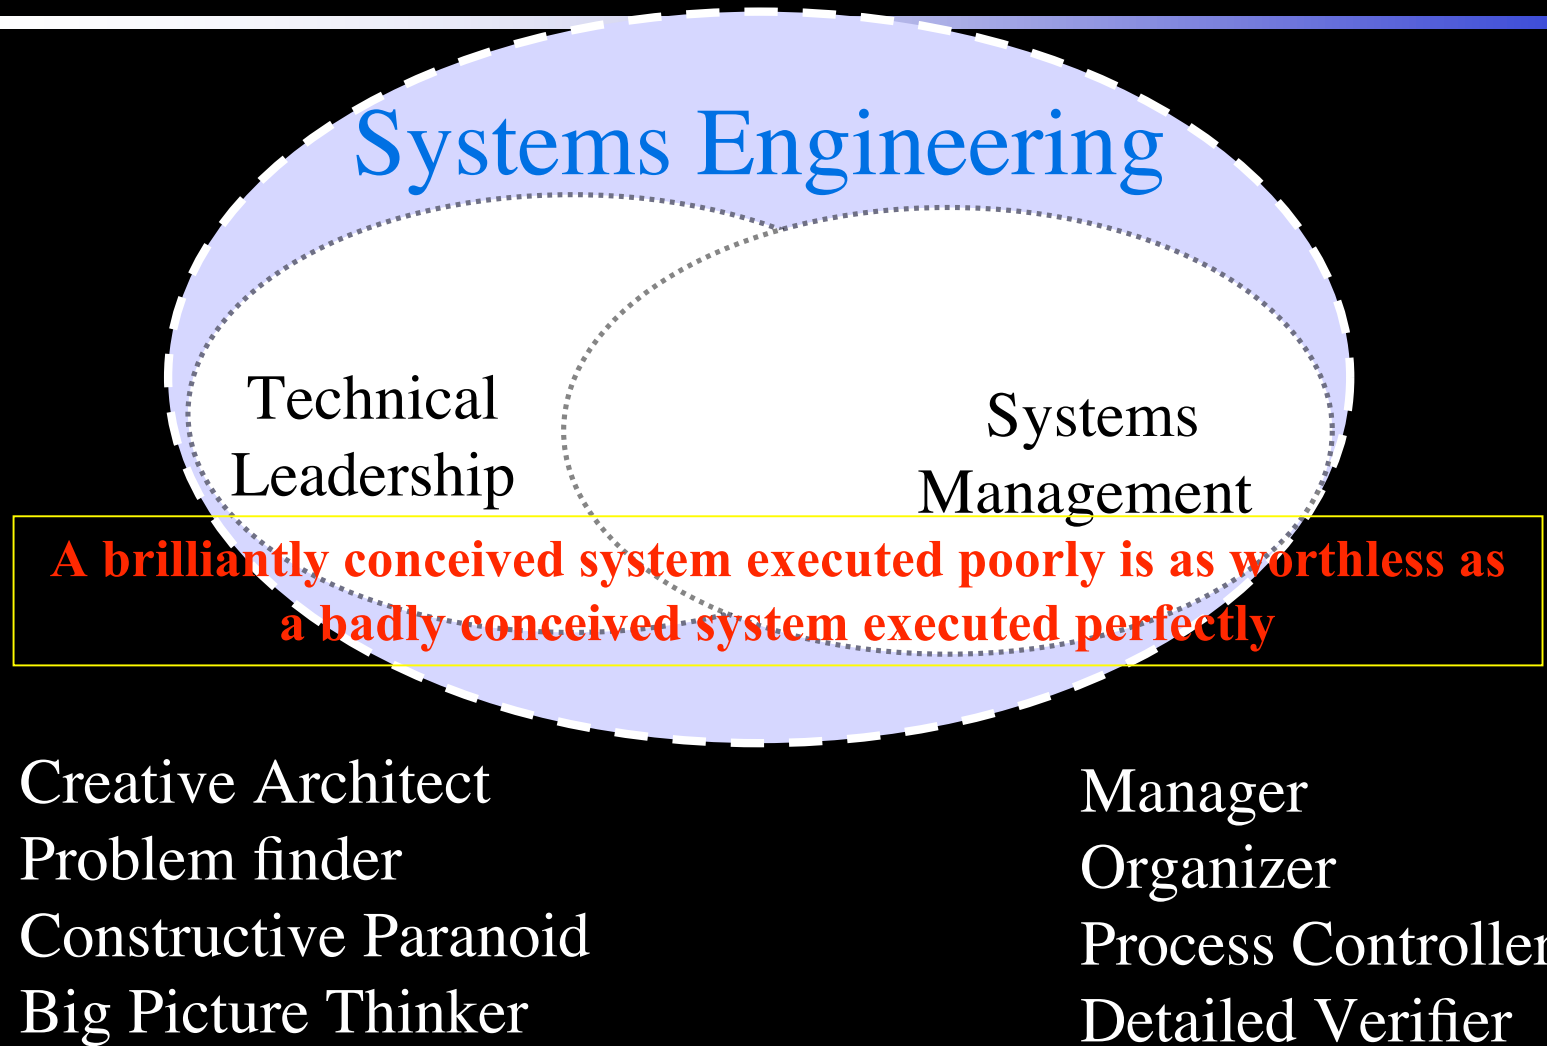 Systems Engineering
Technical
Leadership
Systems
Management
A brilliantly conceived system executed poorly is as worthless as
a badly conceived system executed perfectly
Creative Architect
Problem finder
Constructive Paranoid
Big Picture Thinker
Manager
Organizer
Process Controller
Detailed Verifier